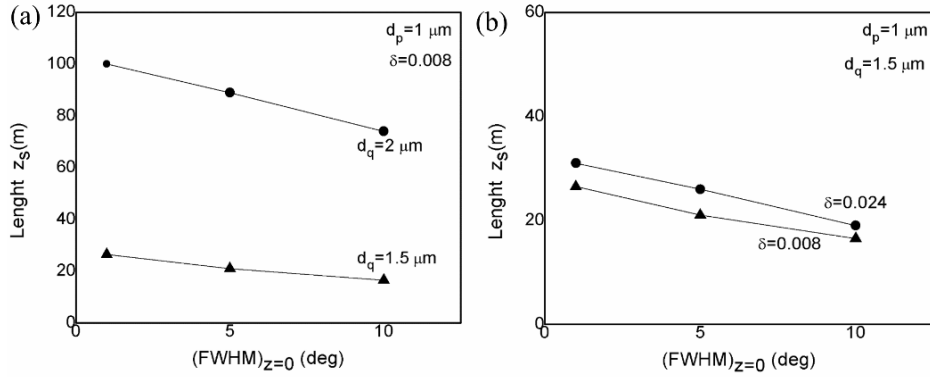 (a)
120
100
80
60
40
20
0
Lenght z_s(m)
d_p=1 μm
δ=0.008
d_q=2 μm
d_q=1.5 μm
0 5 10
(FWHM)_{z=0} (deg)
(b)
60
40
20
0
Lenght z_s(m)
d_p=1 μm
d_q=1.5 μm
δ=0.024
δ=0.008
0 5 10
(FWHM)_{z=0} (deg)